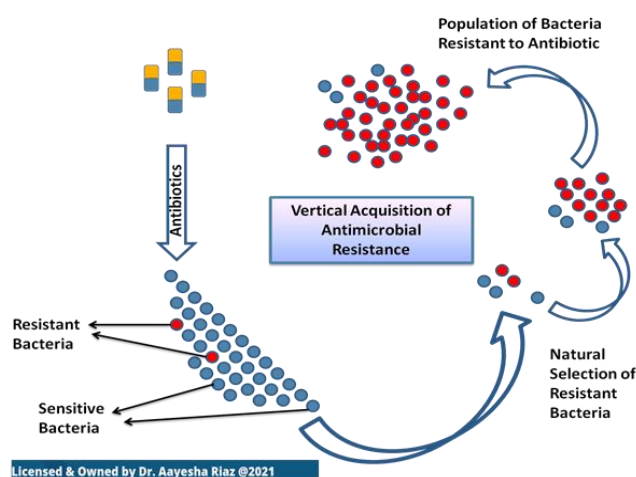 Population of Bacteria
Resistant to Antibiotic
Antibiotics
Vertical Acquisition of
Antimicrobial
Resistance
Resistant
Bacteria
Natural
Selection of
Resistant
Bacteria
Sensitive
Bacteria
Licensed & Owned by Dr. Aayesha Riaz @2021